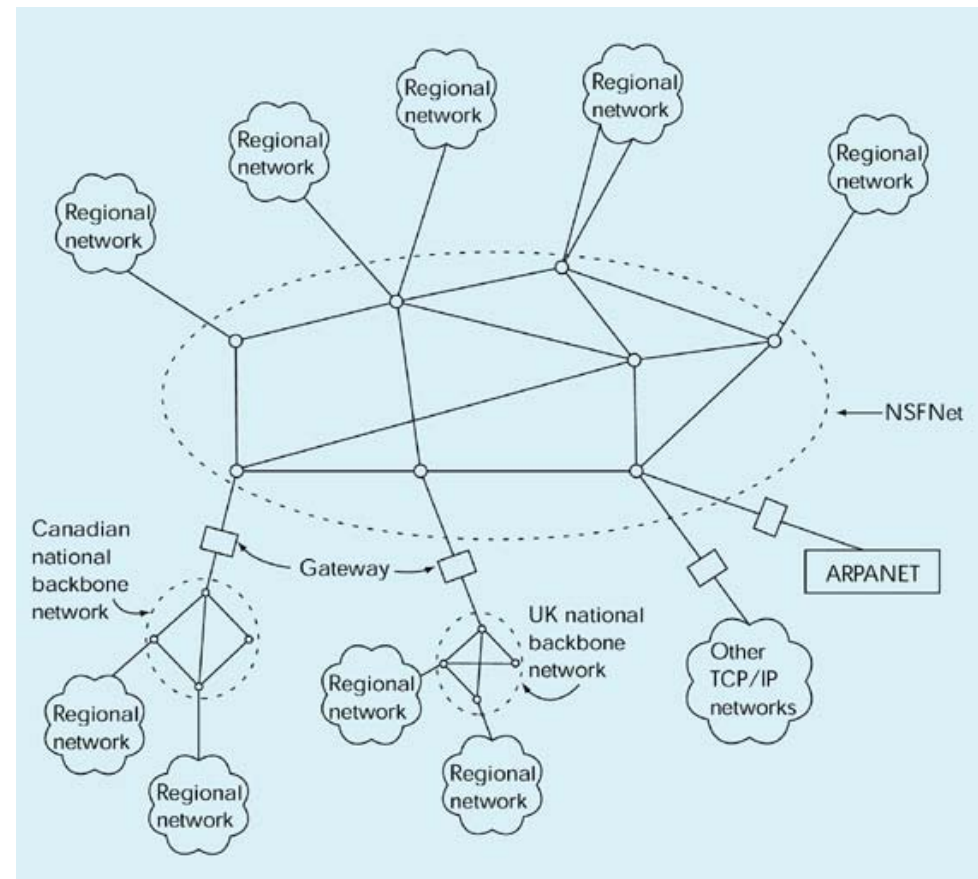 Regional
network
Regional
network
Regional
network
Regional
network
Regional
network
NSFNet
Canadian
national
backbone
network
Gateway
ARPANET
UK national
backbone
network
Other
TCP/IP
networks
Regional
network
Regional
network
Regional
network
Regional
network